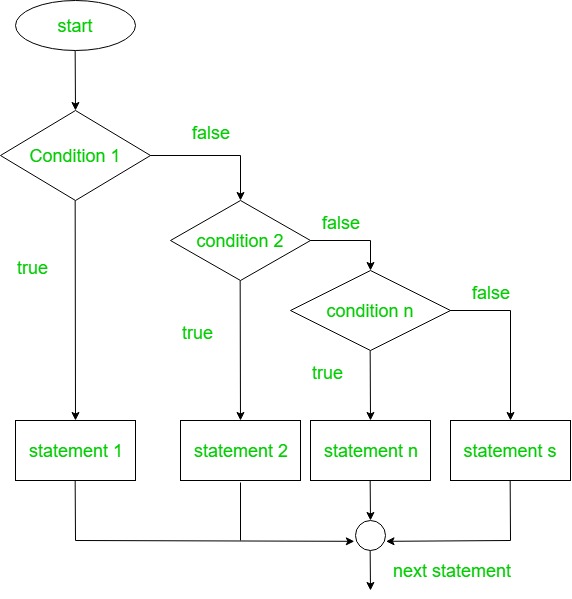 start
false
Condition 1
false
condition 2
true
false
condition n
true
true
statement 1
statement 2
statement n
statement s
next statement